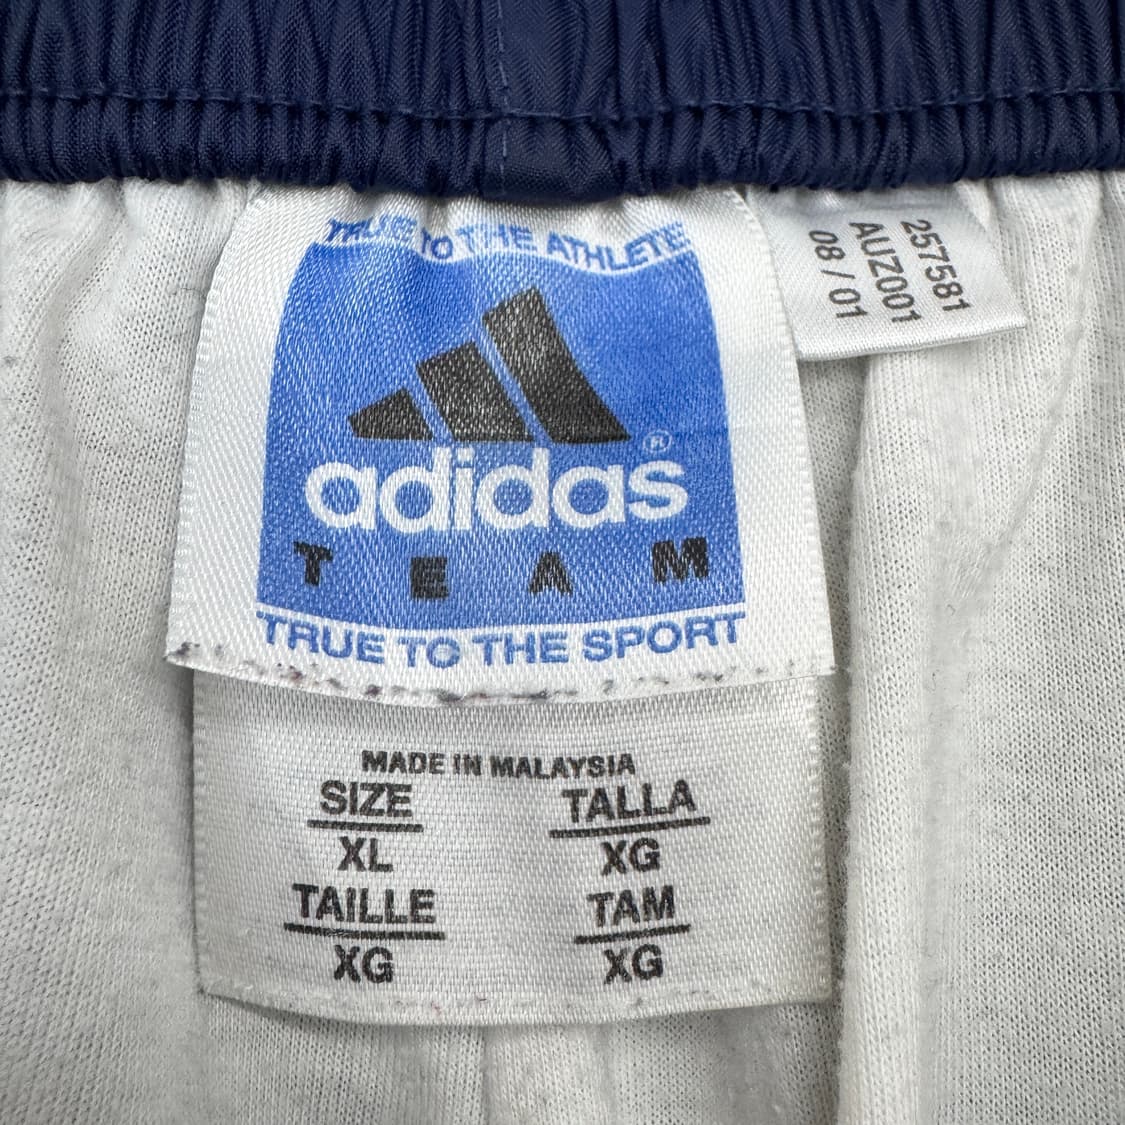 TRUE TO THE ATHLETE
adidas®
TEAM
TRUE TO THE SPORT
MADE IN MALAYSIA
SIZE TALLA
XL XG
TAILLE TAM
XG XG
257581
AUZ001
08 / 01